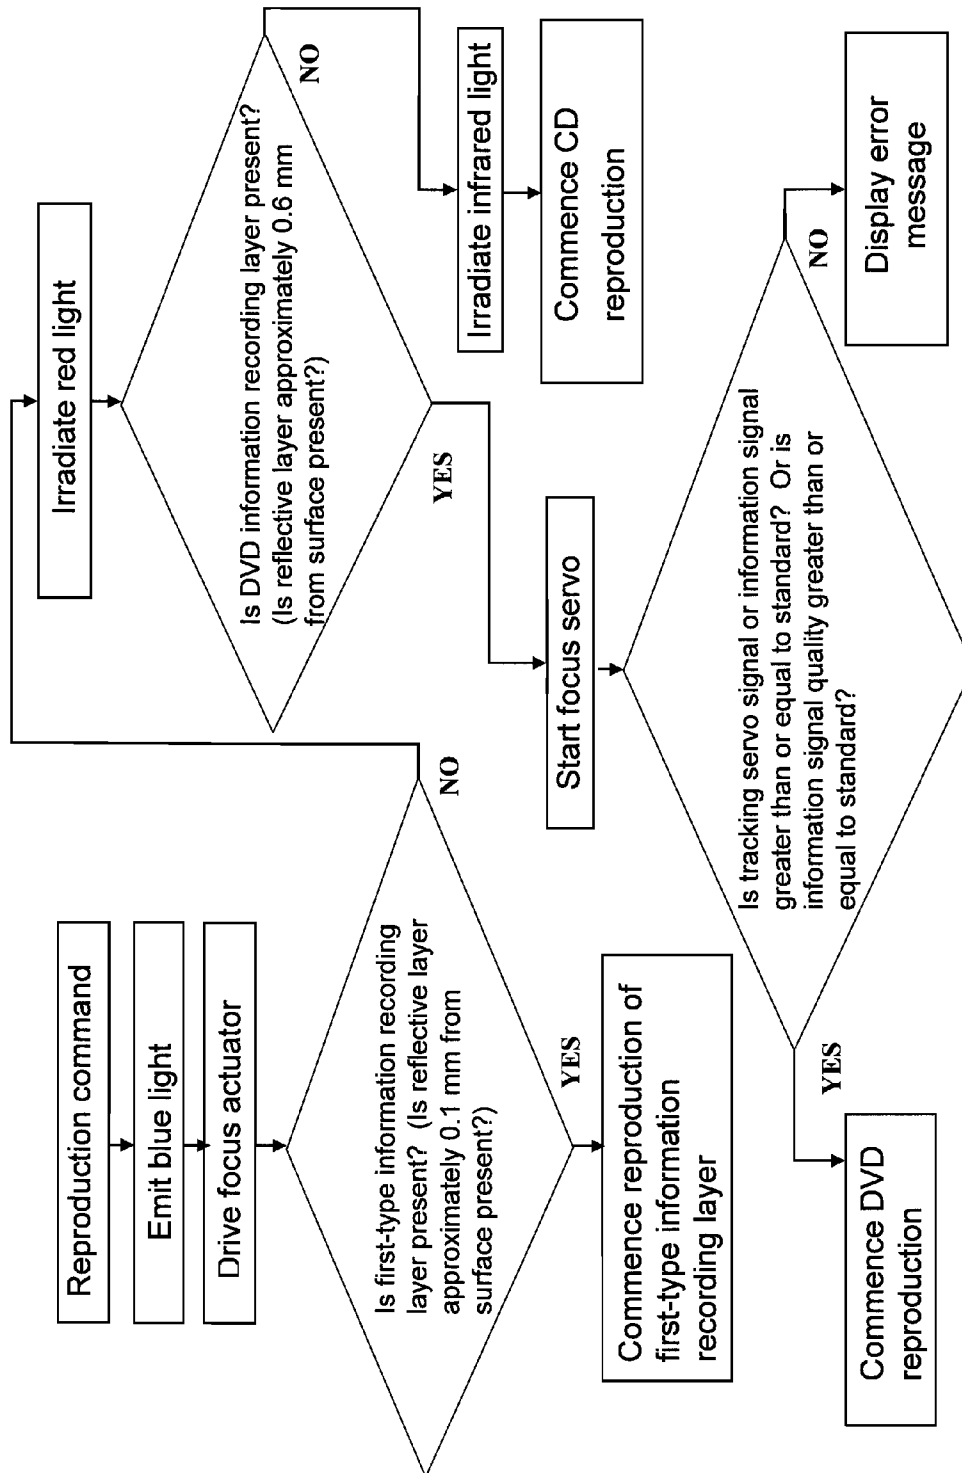 Reproduction command
Emit blue light
Drive focus actuator
Is first-type information recording
layer present?  (Is reflective layer
approximately 0.1 mm from
surface present?)
NO
YES
Commence reproduction of
first-type information
recording layer
Irradiate red light
Is DVD information recording layer present?
(Is reflective layer approximately 0.6 mm
from surface present?)
NO
YES
Irradiate infrared light
Commence CD
reproduction
Start focus servo
Is tracking servo signal or information signal
greater than or equal to standard?  Or is
information signal quality greater than or
equal to standard?
YES
NO
Commence DVD
reproduction
Display error
message